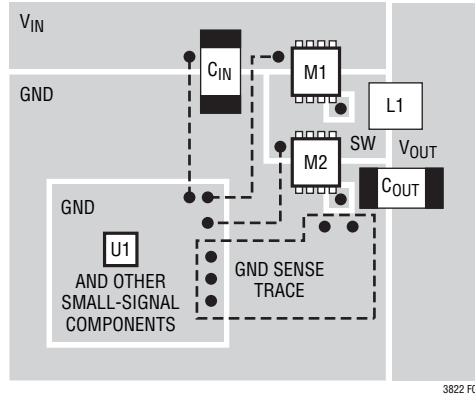 VIN
GND
CIN
M1
L1
SW
VOUT
M2
COUT
GND
U1
AND OTHER
SMALL-SIGNAL
COMPONENTS
GND SENSE
TRACE
3822 F0